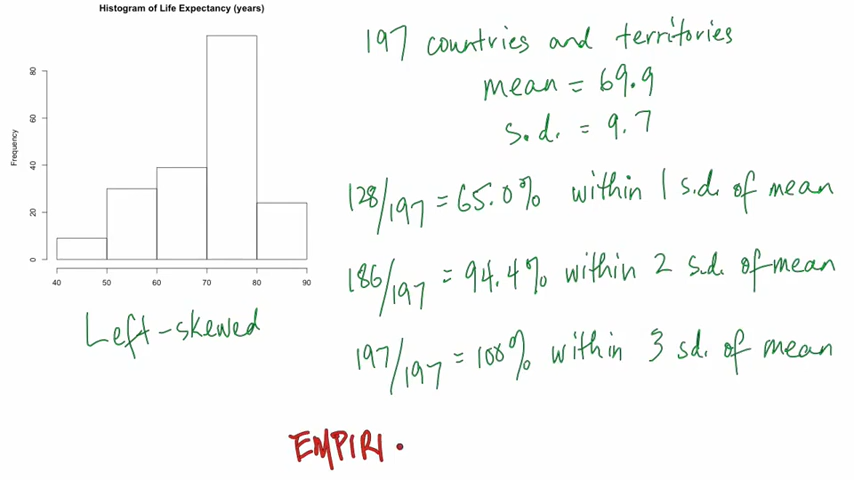 Histogram of Life Expectancy (years)
197 countries and territories
mean = 69.9
s.d. = 9.7
Frequency
80
60
40
20
0
40 50 60 70 80 90
128/197 = 65.0% within 1 s.d. of mean
186/197 = 94.4% within 2 s.d. of mean
Left-skewed
197/197 = 100% within 3 sd. of mean
EMPIRI